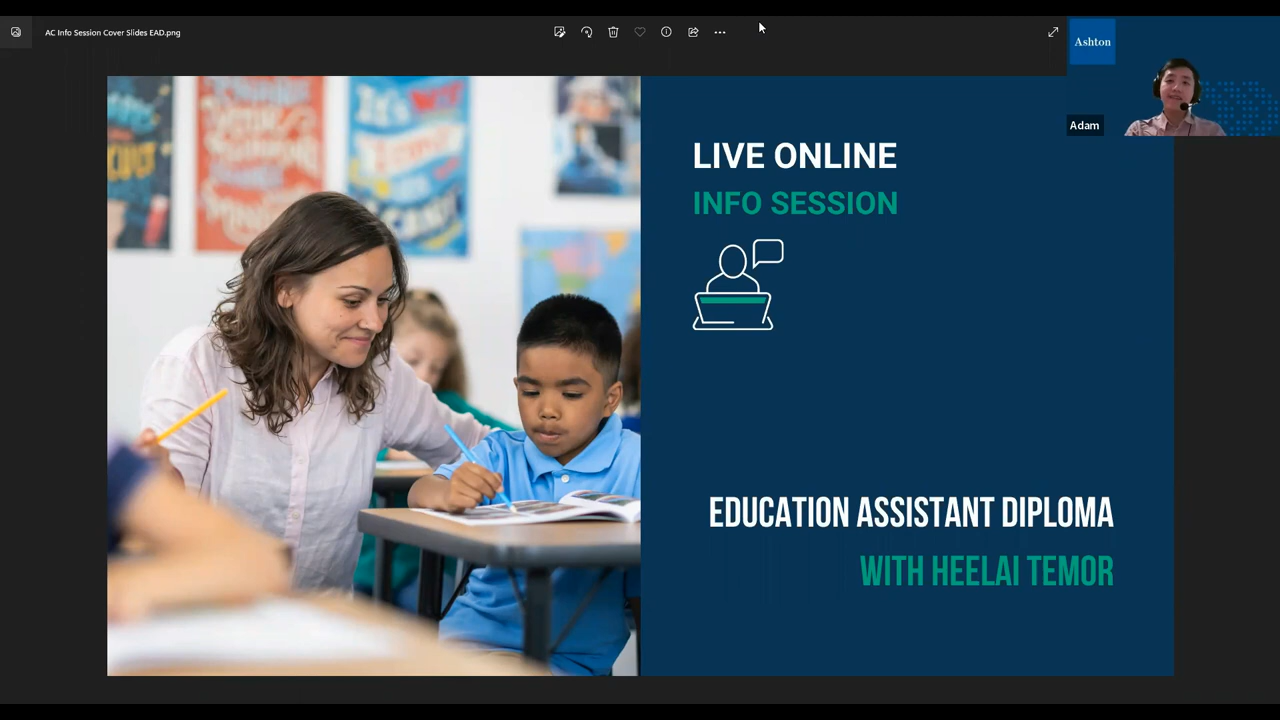 AC Info Session Cover Slides EAD.png
Ashton
Adam
LIVE ONLINE
INFO SESSION
It's
EDUCATION ASSISTANT DIPLOMA
WITH HEELAI TEMOR